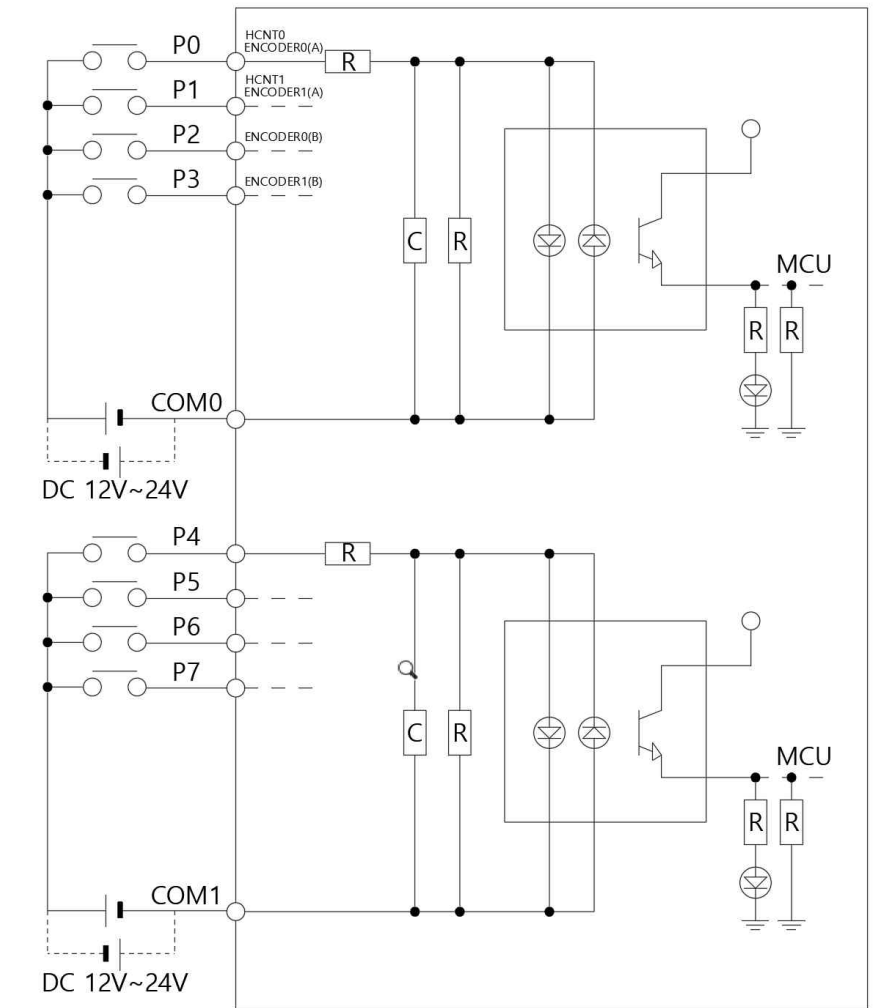 HCNT0
P0
ENCODER0(A)
R
HCNT1
P1
ENCODER1(A)
P2
ENCODER0(B)
P3
ENCODER1(B)
C
R
MCU
R
R
COM0
DC 12V~24V
P4
R
P5
P6
P7
C
R
MCU
R
R
COM1
DC 12V~24V